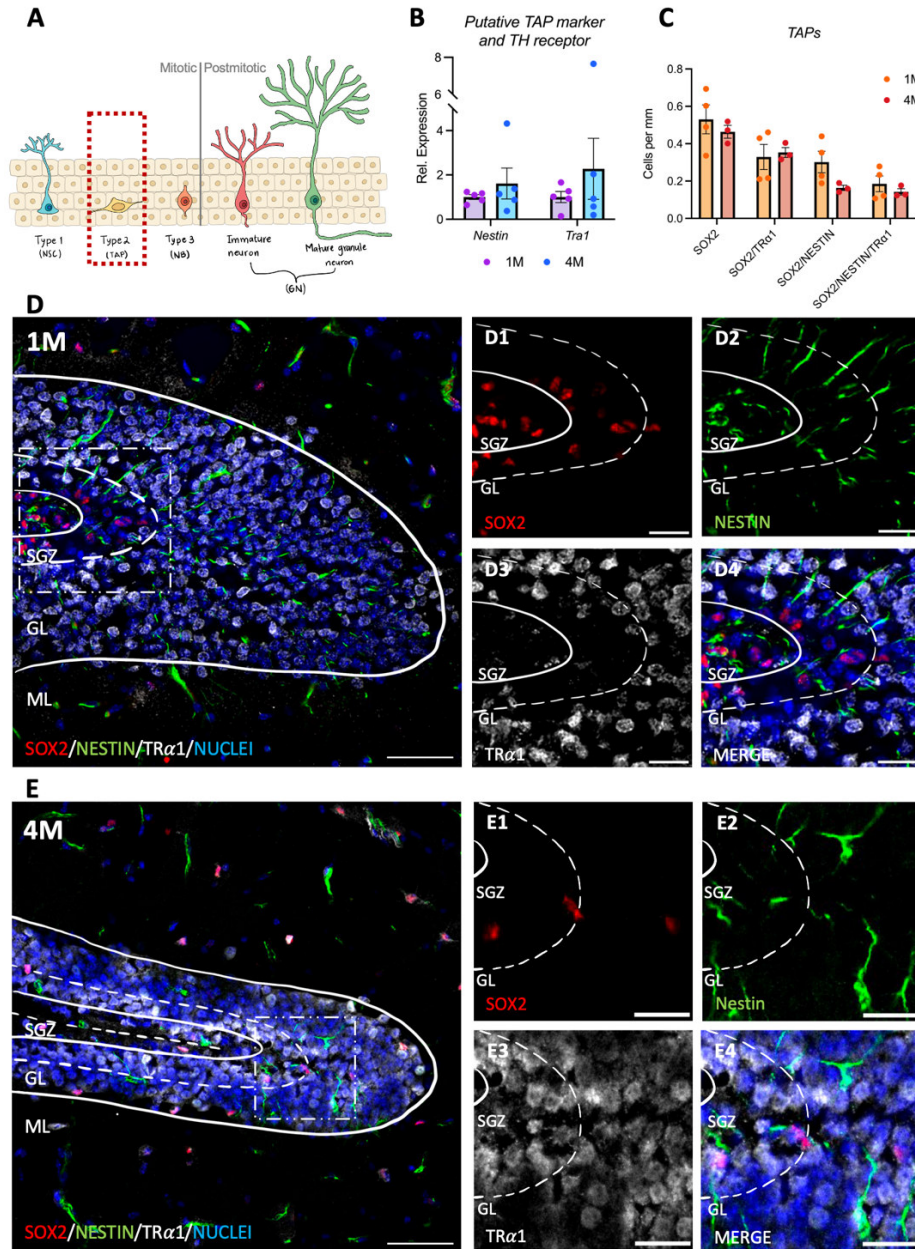 A
Mitotic Postmitotic
Type 1
(NSC)
Type 2
(TAP)
Type 3
(NB)
Immature
neuron
Mature granule
neuron
(GN)
B
Putative TAP marker
and TH receptor
Rel. Expression
8
6
4
2
0
Nestin
Tra1
1M
4M
C
TAPs
Cells per mm
0.8
0.6
0.4
0.2
0.0
1M
4M
SOX2
SOX2/TRα1
SOX2/NESTIN
SOX2/NESTIN/TRα1
D
1M
SGZ
GL
ML
SOX2/NESTIN/TRα1/NUCLEI
D1
SGZ
GL
SOX2
D2
SGZ
GL
NESTIN
D3
SGZ
GL
TRα1
D4
SGZ
GL
MERGE
E
4M
SGZ
GL
ML
SOX2/NESTIN/TRα1/NUCLEI
E1
SGZ
GL
SOX2
E2
SGZ
GL
Nestin
E3
SGZ
GL
TRα1
E4
SGZ
GL
MERGE